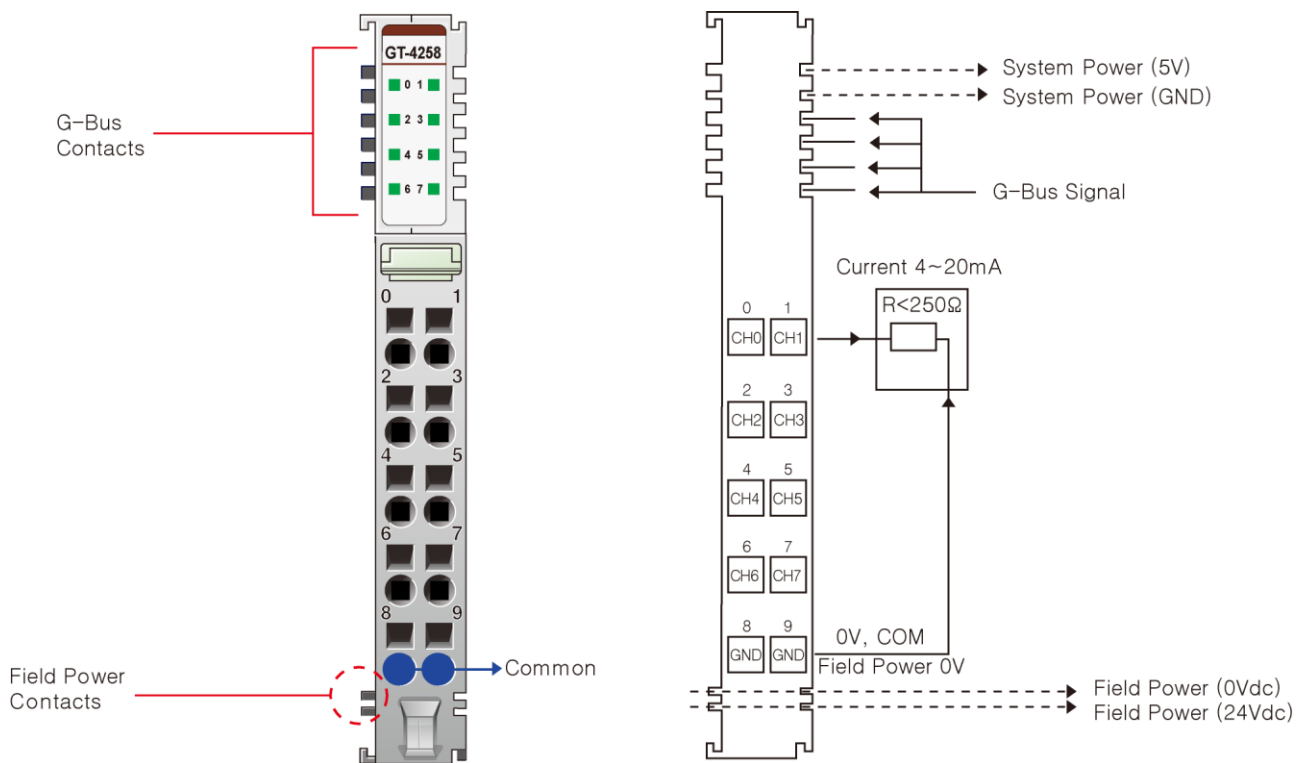 GT-4258
0 1
2 3
4 5
6 7
G-Bus
Contacts
0 1
2 3
4 5
6 7
8 9
Common
Field Power
Contacts
System Power (5V)
System Power (GND)
G-Bus Signal
Current 4~20mA
R<250Ω
0 1
CH0 CH1
2 3
CH2 CH3
4 5
CH4 CH5
6 7
CH6 CH7
8 9
GND GND
0V, COM
Field Power 0V
Field Power (0Vdc)
Field Power (24Vdc)